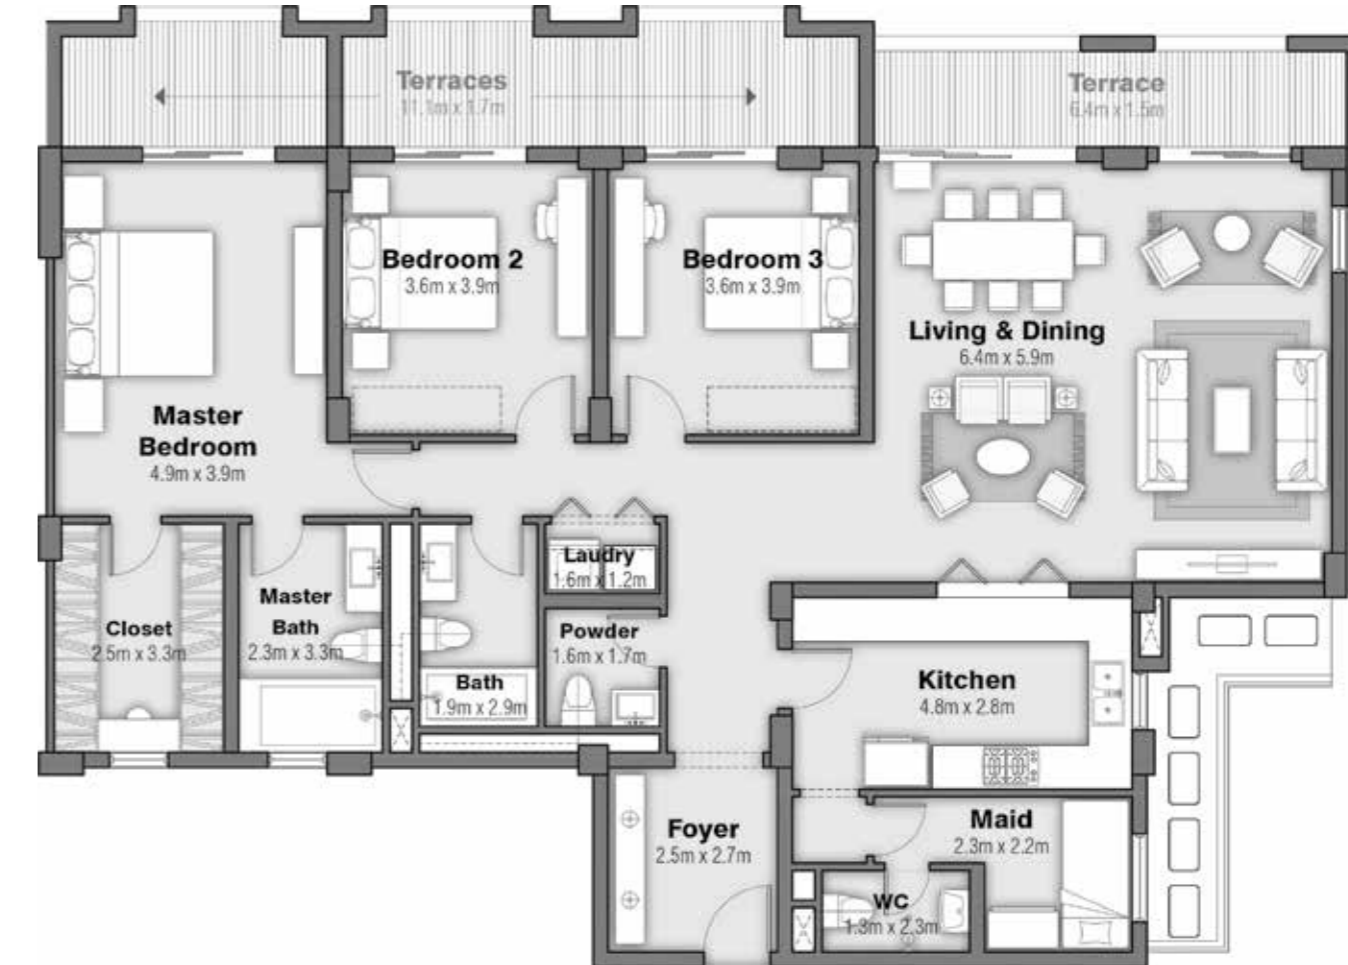 Terraces
11.1m x 1.7m
Terrace
6.4m x 1.5m
Bedroom 2
3.6m x 3.9m
Bedroom 3
3.6m x 3.9m
Living & Dining
6.4m x 5.9m
Master
Bedroom
4.9m x 3.9m
Laudry
1.6m x 1.2m
Master
Bath
2.3m x 3.3m
Closet
2.5m x 3.3m
Powder
1.6m x 1.7m
Bath
1.9m x 2.9m
Kitchen
4.8m x 2.8m
Foyer
2.5m x 2.7m
Maid
2.3m x 2.2m
WC
1.3m x 2.3m